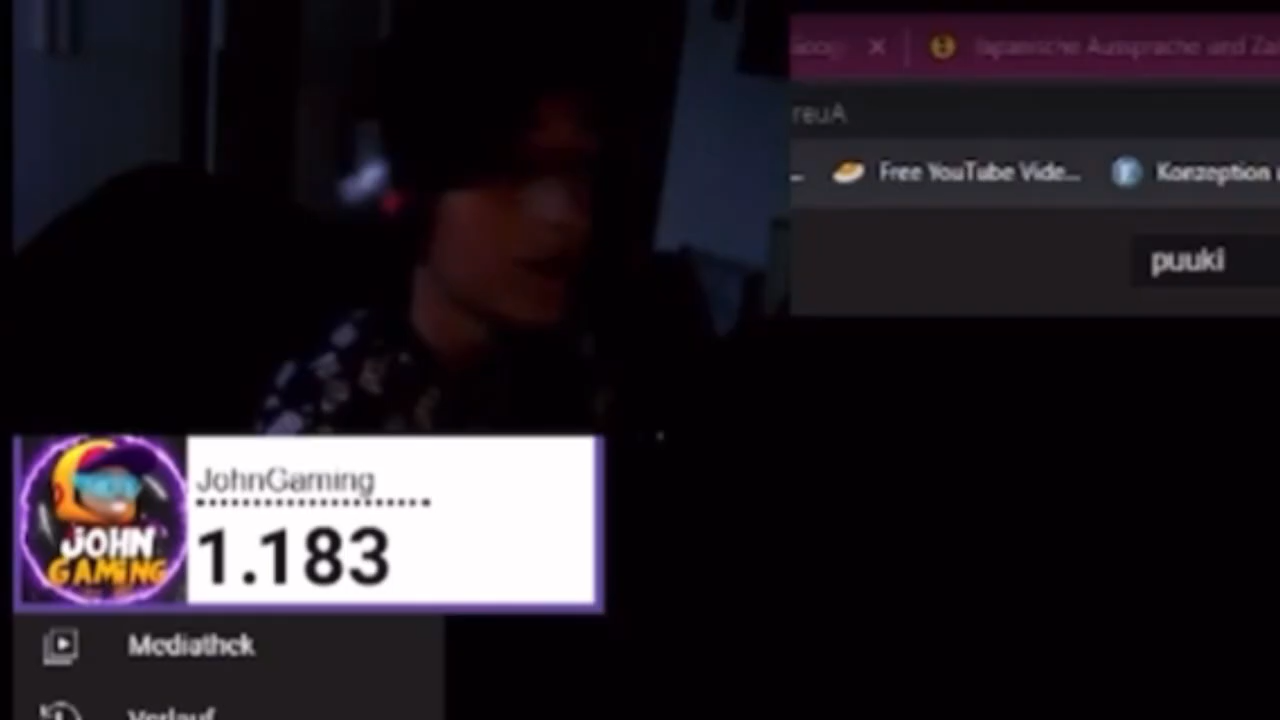 Japanische Aussprache und Za
reuA
Free YouTube Vide...
Konzeption
puuki
JohnGaming
1.183
JOHN
GAMING
Mediathek
Verlauf